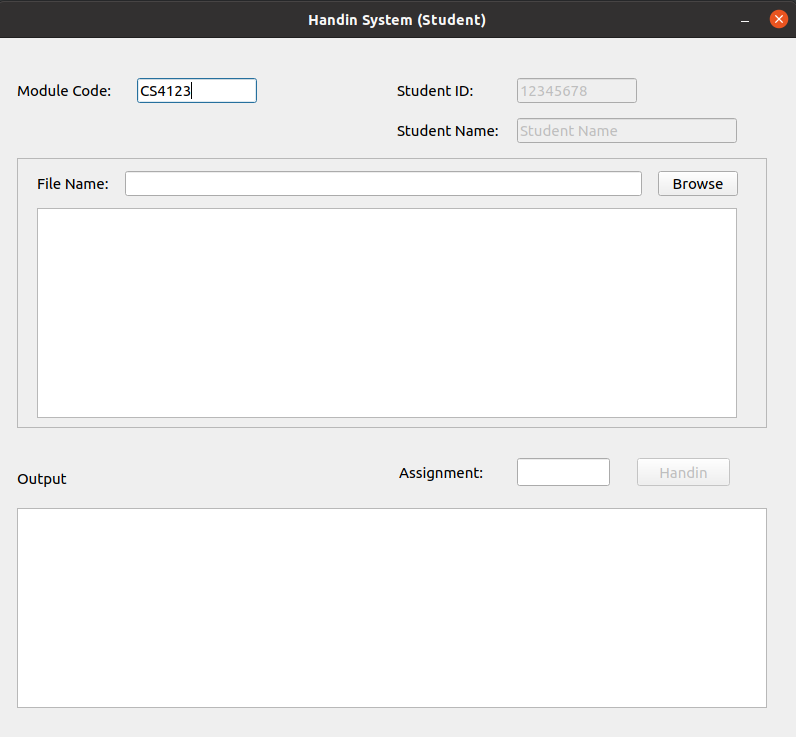 Handin System (Student)
Module Code: CS4123 Student ID: 12345678
Student Name: Student Name
File Name: Browse
Output Assignment: Handin